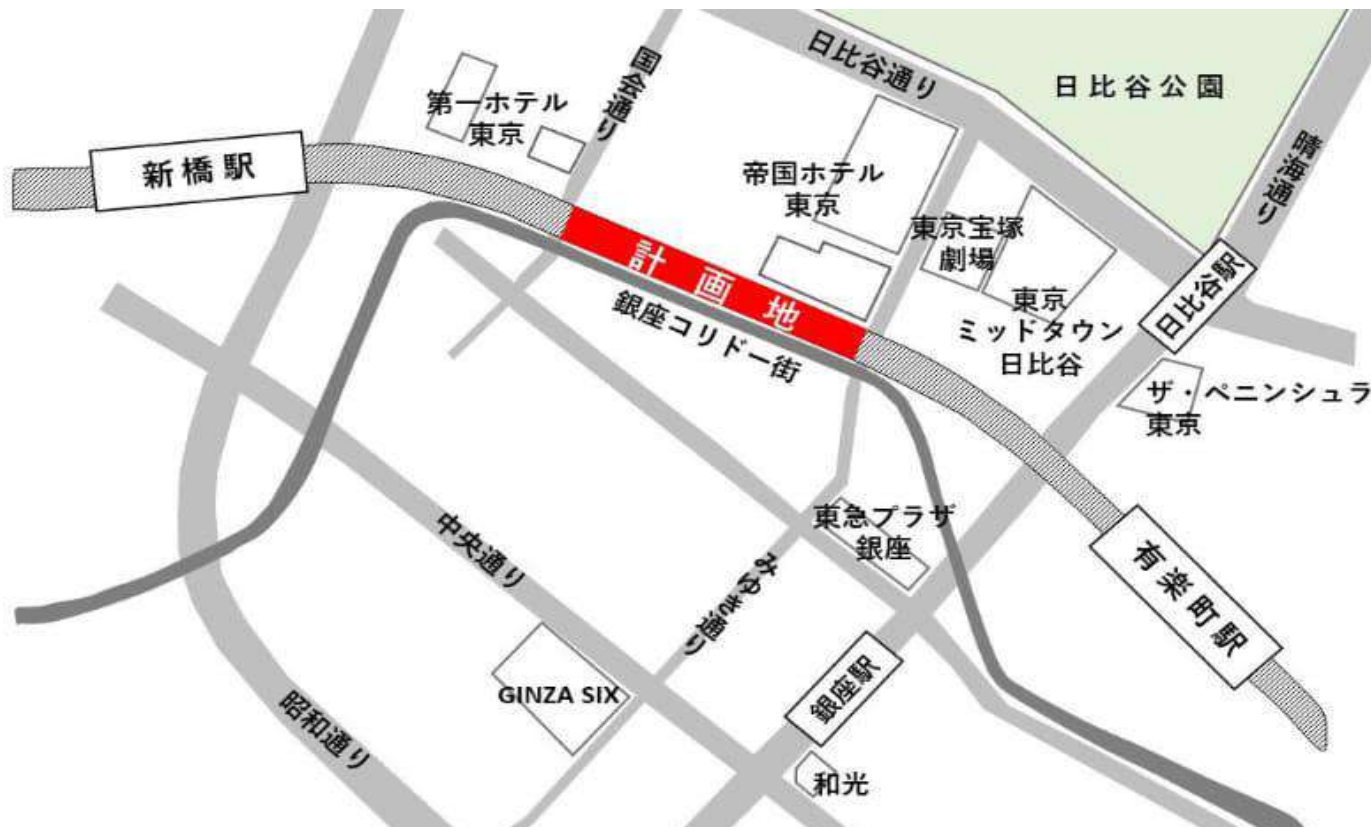 日比谷通り
日比谷公園
国会通り
第一ホテル
東京
新橋駅
晴海通り
帝国ホテル
東京
東京宝塚
劇場
計画地
日比谷駅
東京
ミッドタウン
日比谷
銀座コリドー街
ザ・ペニンシュラ
東京
東急プラザ
銀座
中央通り
みゆき通り
有楽町駅
GINZA SIX
銀座駅
昭和通り
和光